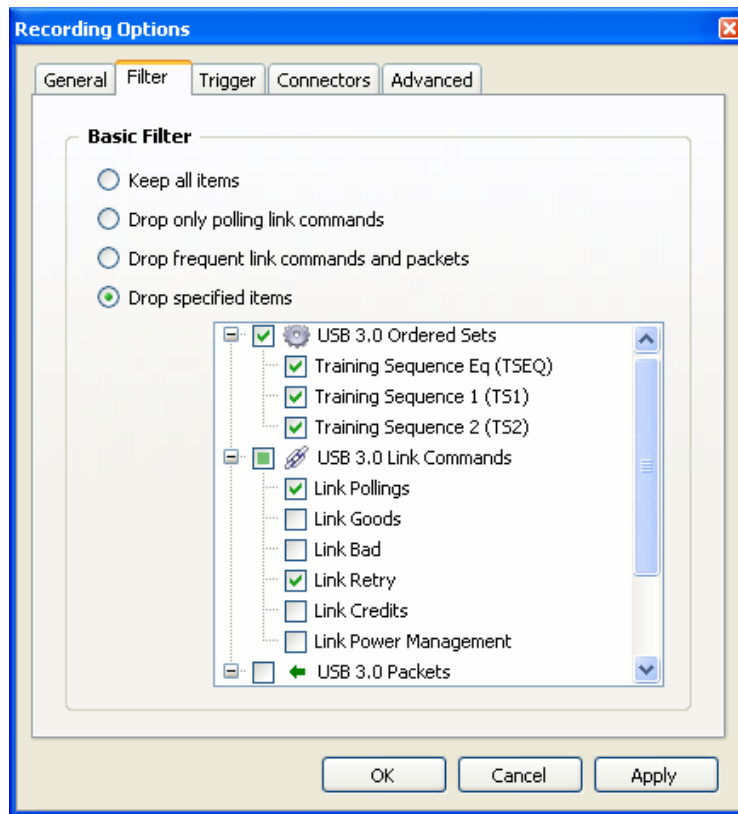 Recording Options
General Filter Trigger Connectors Advanced
Basic Filter
Keep all items
Drop only polling link commands
Drop frequent link commands and packets
Drop specified items
USB 3.0 Ordered Sets
Training Sequence Eq (TSEQ)
Training Sequence 1 (TS1)
Training Sequence 2 (TS2)
USB 3.0 Link Commands
Link Pollings
Link Goods
Link Bad
Link Retry
Link Credits
Link Power Management
USB 3.0 Packets
OK Cancel Apply